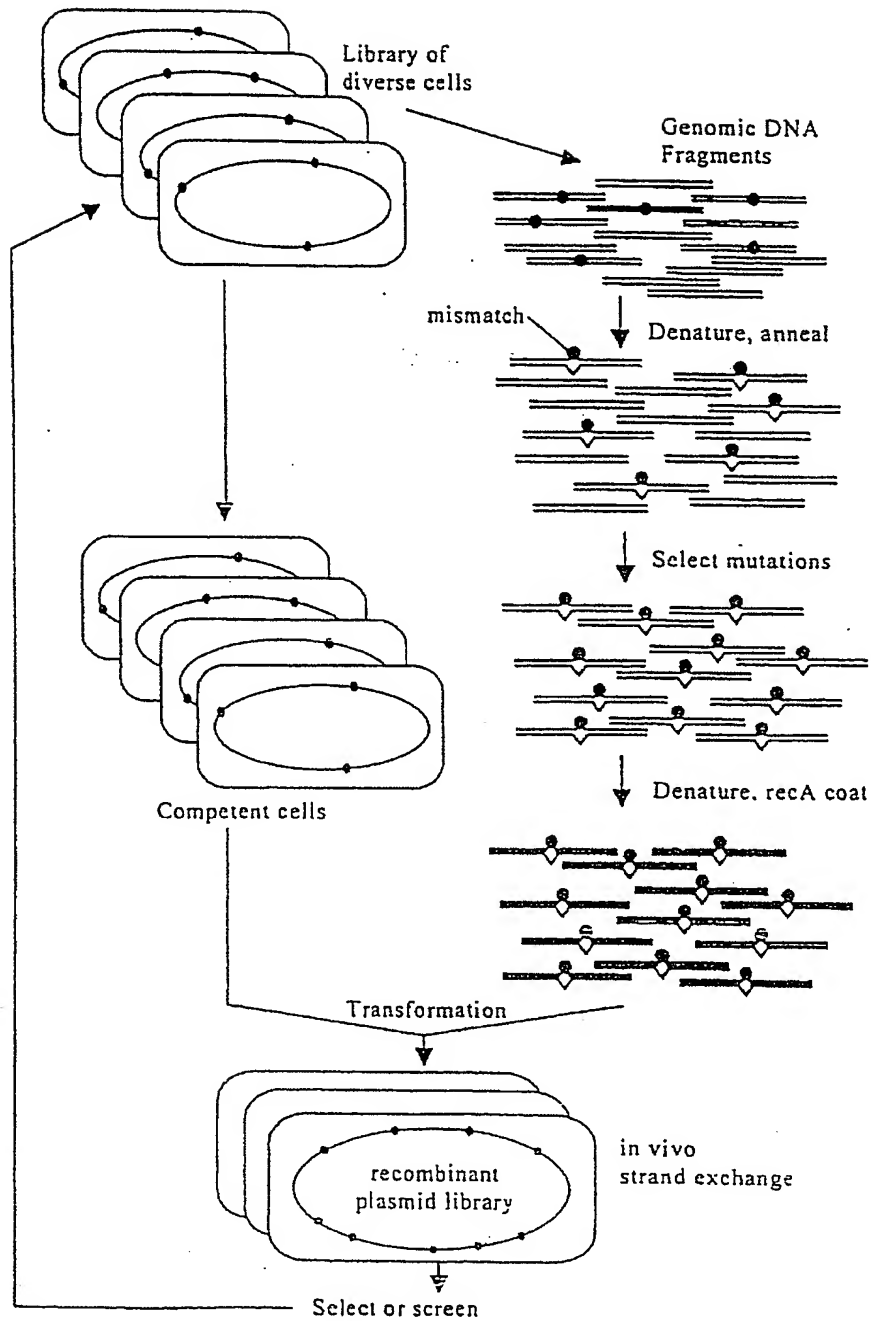 Library of
diverse cells
Genomic DNA
Fragments
mismatch
Denature, anneal
Select mutations
Competent cells
Denature. recA coat
Transformation
in vivo
strand exchange
recombinant
plasmid library
Select or screen